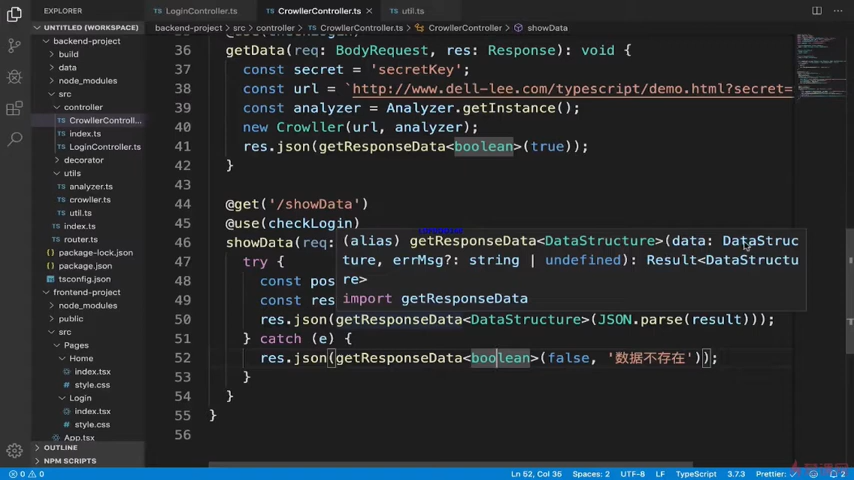 EXPLORER
LoginController.ts
CrowllerController.ts
util.ts
UNTITLED (WORKSPACE)
backend-project > src > controller > CrowllerController.ts > CrowllerController > showData
backend-project
build
data
node_modules
src
controller
CrowllerControll...
index.ts
LoginController.ts
decorator
utils
analyzer.ts
crowller.ts
util.ts
index.ts
router.ts
package-lock.json
package.json
tsconfig.json
frontend-project
node_modules
public
src
Pages
Home
index.tsx
style.css
Login
index.tsx
style.css
App.tsx
OUTLINE
NPM SCRIPTS
36 getData(req: BodyRequest, res: Response): void {
37 const secret = 'secretKey';
38 const url = `http://www.dell-lee.com/typescript/demo.html?secret=
39 const analyzer = Analyzer.getInstance();
40 new Crowller(url, analyzer);
41 res.json(getResponseData<boolean>(true));
42 }
43
44 @get('/showData')
45 @use(checkLogin)
46 showData(req:
(alias) getResponseData<DataStructure>(data: DataStruc
ture, errMsg?: string | undefined): Result<DataStructu
re>
import getResponseData
47 try {
48 const pos
49 const res
50 res.json(getResponseData<DataStructure>(JSON.parse(result)));
51 } catch (e) {
52 res.json(getResponseData<boolean>(false, '数据不存在'));
53 }
54 }
55 }
56
0 0
Ln 52, Col 36
Spaces: 2
UTF-8
LF
TypeScript
3.7.3
Prettier: ✓
2